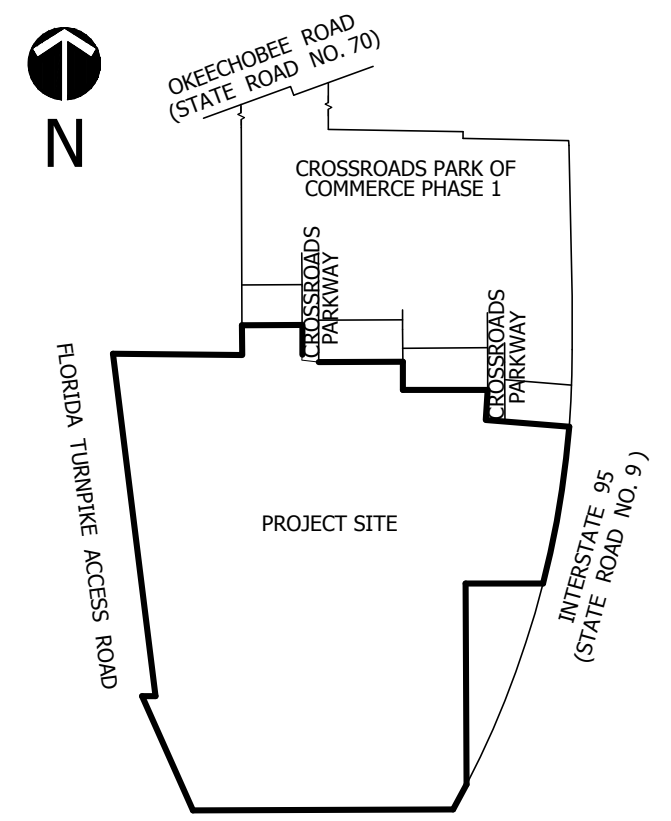 OKEECHOBEE ROAD
(STATE ROAD NO. 70)
N
CROSSROADS PARK OF
COMMERCE PHASE 1
CROSSROADS
PARKWAY
CROSSROADS
PARKWAY
FLORIDA TURNPIKE ACCESS ROAD
PROJECT SITE
INTERSTATE 95
(STATE ROAD NO. 9 )